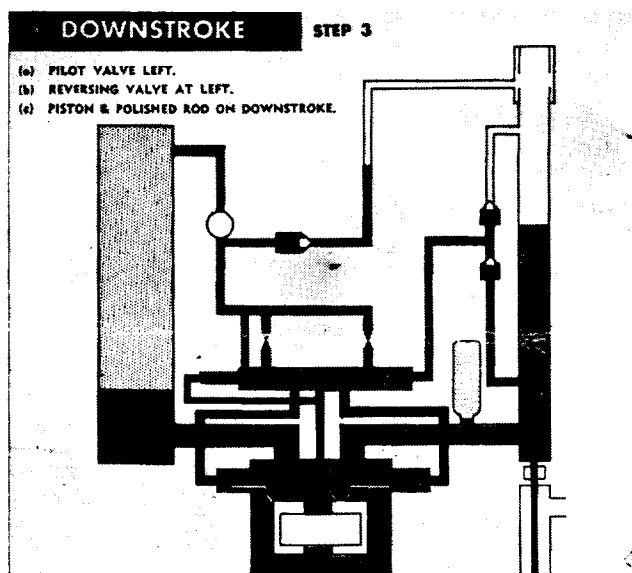 DOWNSTROKE
STEP 3
(a) PILOT VALVE LEFT.
(b) REVERSING VALVE AT LEFT.
(c) PISTON & POLISHED ROD ON DOWNSTROKE.